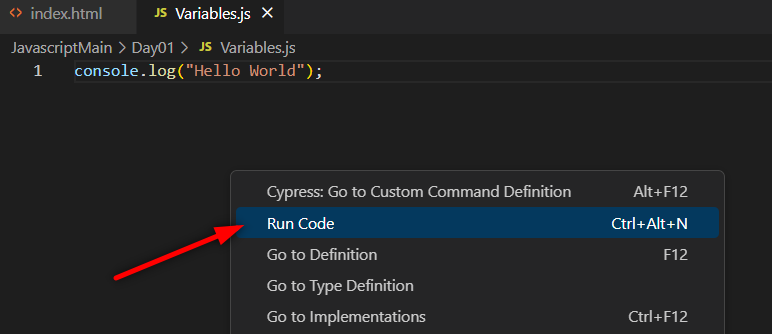 <> index.html JS Variables.js ×
JavascriptMain > Day01 > JS Variables.js
1 console.log("Hello World");
Cypress: Go to Custom Command Definition Alt+F12
Run Code Ctrl+Alt+N
Go to Definition F12
Go to Type Definition
Go to Implementations Ctrl+F12